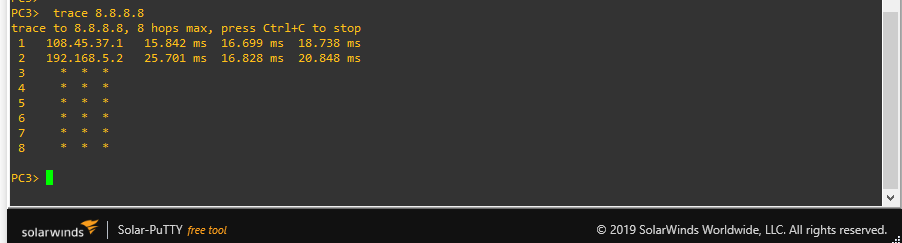 PC3>
PC3>  trace 8.8.8.8
trace to 8.8.8.8, 8 hops max, press Ctrl+C to stop
 1   108.45.37.1   15.842 ms  16.699 ms  18.738 ms
 2   192.168.5.2   25.701 ms  16.828 ms  20.848 ms
 3     *  *  *
 4     *  *  *
 5     *  *  *
 6     *  *  *
 7     *  *  *
 8     *  *  *
PC3>
solarwinds | Solar-PuTTY free tool © 2019 SolarWinds Worldwide, LLC. All rights reserved.